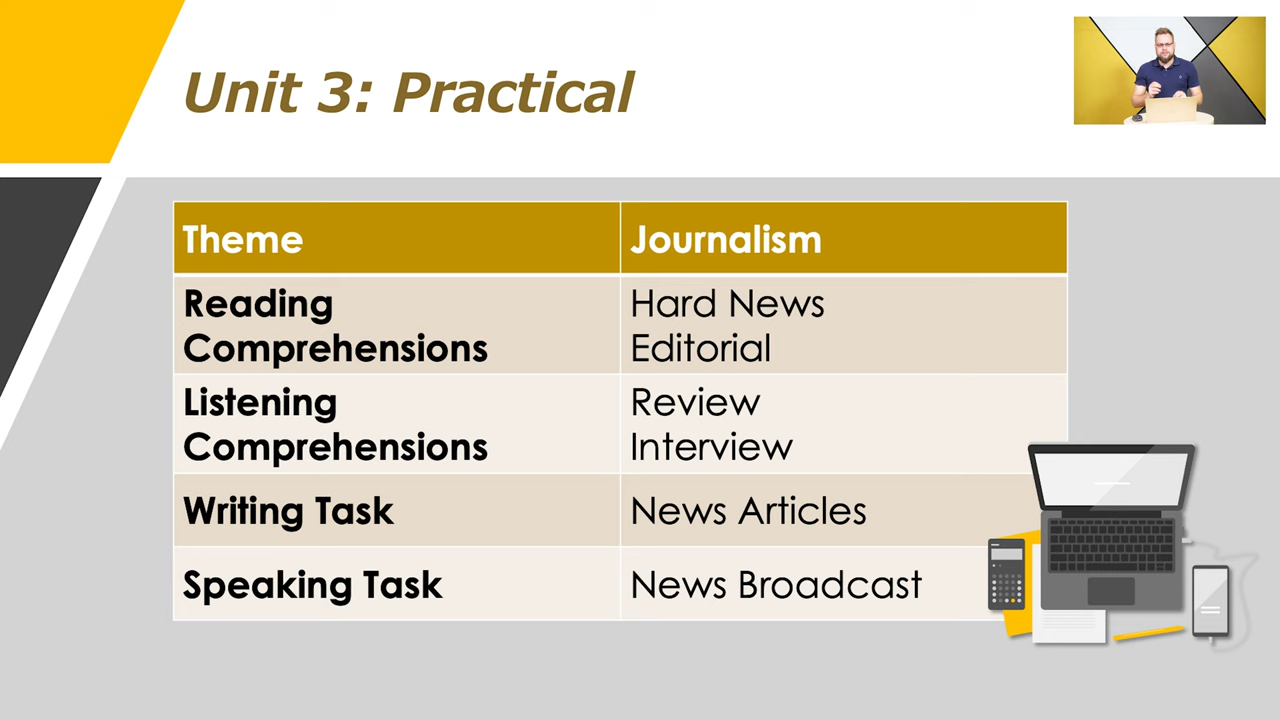 Unit 3: Practical
Theme
Journalism
Reading
Comprehensions
Hard News
Editorial
Listening
Comprehensions
Review
Interview
Writing Task
News Articles
Speaking Task
News Broadcast